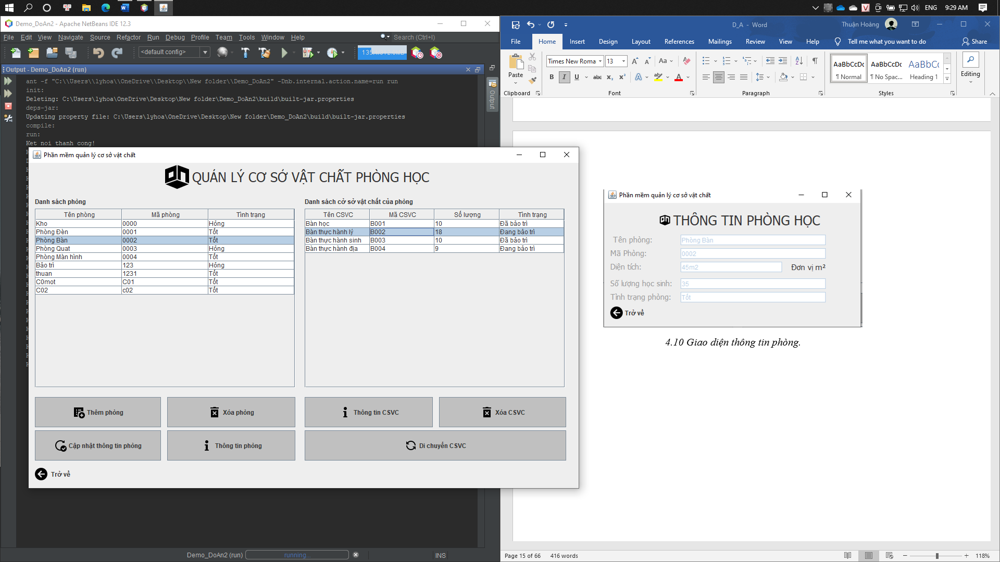 ENG 9:29 AM
Demo_DoAn2 - Apache NetBeans IDE 12.3
File Edit View Navigate Source Refactor Run Debug Profile Team Tools Window Help
Search (Ctrl+I)
<default config>
Output - Demo_DoAn2 (run)
ant -f "C:\\Users\\lyhoa\\OneDrive\\Desktop\\New folder\\Demo_DoAn2" -Dnb.internal.action.name=run run
init:
Deleting: C:\Users\lyhoa\OneDrive\Desktop\New folder\Demo_DoAn2\build\built-jar.properties
deps-jar:
Updating property file: C:\Users\lyhoa\OneDrive\Desktop\New folder\Demo_DoAn2\build\built-jar.properties
compile:
run:
Ket noi thanh cong!
Output
Phần mềm quản lý cơ sở vật chất
QUẢN LÝ CƠ SỞ VẬT CHẤT PHÒNG HỌC
Danh sách phòng
Tên phòng Mã phòng Tình trạng
Kho 0000 Hỏng
Phòng Đèn 0001 Tốt
Phòng Bàn 0002 Tốt
Phòng Quat 0003 Hỏng
Phòng Màn hình 0004 Tốt
Bảo trì 123 Hỏng
thuan 1231 Tốt
C0mot C01 Tốt
C02 c02 Tốt
Danh sách cở sở vật chất của phòng
Tên CSVC Mã CSVC Số lượng Tình trạng
Bàn học B001 10 Đã bảo trì
Bàn thực hành lý B002 18 Đang bảo trì
Bàn thực hành sinh B003 10 Đã bảo trì
Bàn thực hành địa B004 9 Đang bảo trì
Thêm phòng
Xóa phòng
Thông tin CSVC
Xóa CSVC
Cập nhật thông tin phòng
Thông tin phòng
Di chuyển CSVC
Trở về
Demo_DoAn2 (run) running... INS
D_A - Word
Thuận Hoàng
File Home Insert Design Layout References Mailings Review View Help Tell me what you want to do Share
Paste
Clipboard
Times New Roma 13
Font
Paragraph
AaBbCcDc AaBbCcDc AaBbCc
¶ Normal ¶ No Spac... Heading 1
Styles
Editing
Phần mềm quản lý cơ sở vật chất
THÔNG TIN PHÒNG HỌC
Tên phòng: Phòng Bàn
Mã Phòng: 0002
Diện tích: 45m2 Đơn vị m²
Số lượng học sinh: 35
Tình trạng phòng: Tốt
Trở về
4.10 Giao diện thông tin phòng.
Page 15 of 66 416 words
118%